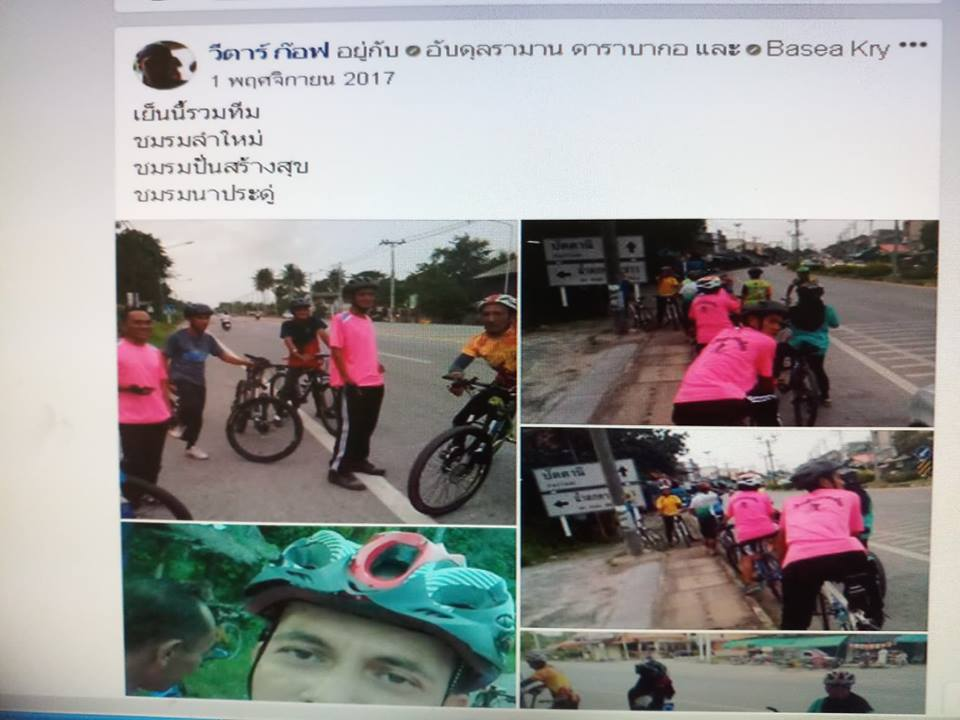 วีตาร์ ก๊อฟ อยู่กับ อับดุลรามาน ดาราบากอ และ Basea Kry
1 พฤศจิกายน 2017
เย็นนี้รวมทีม
ชมรมลำใหม่
ชมรมปั่นสร้างสุข
ชมรมนาประดู่
ปัตตานี
ปัตตานี